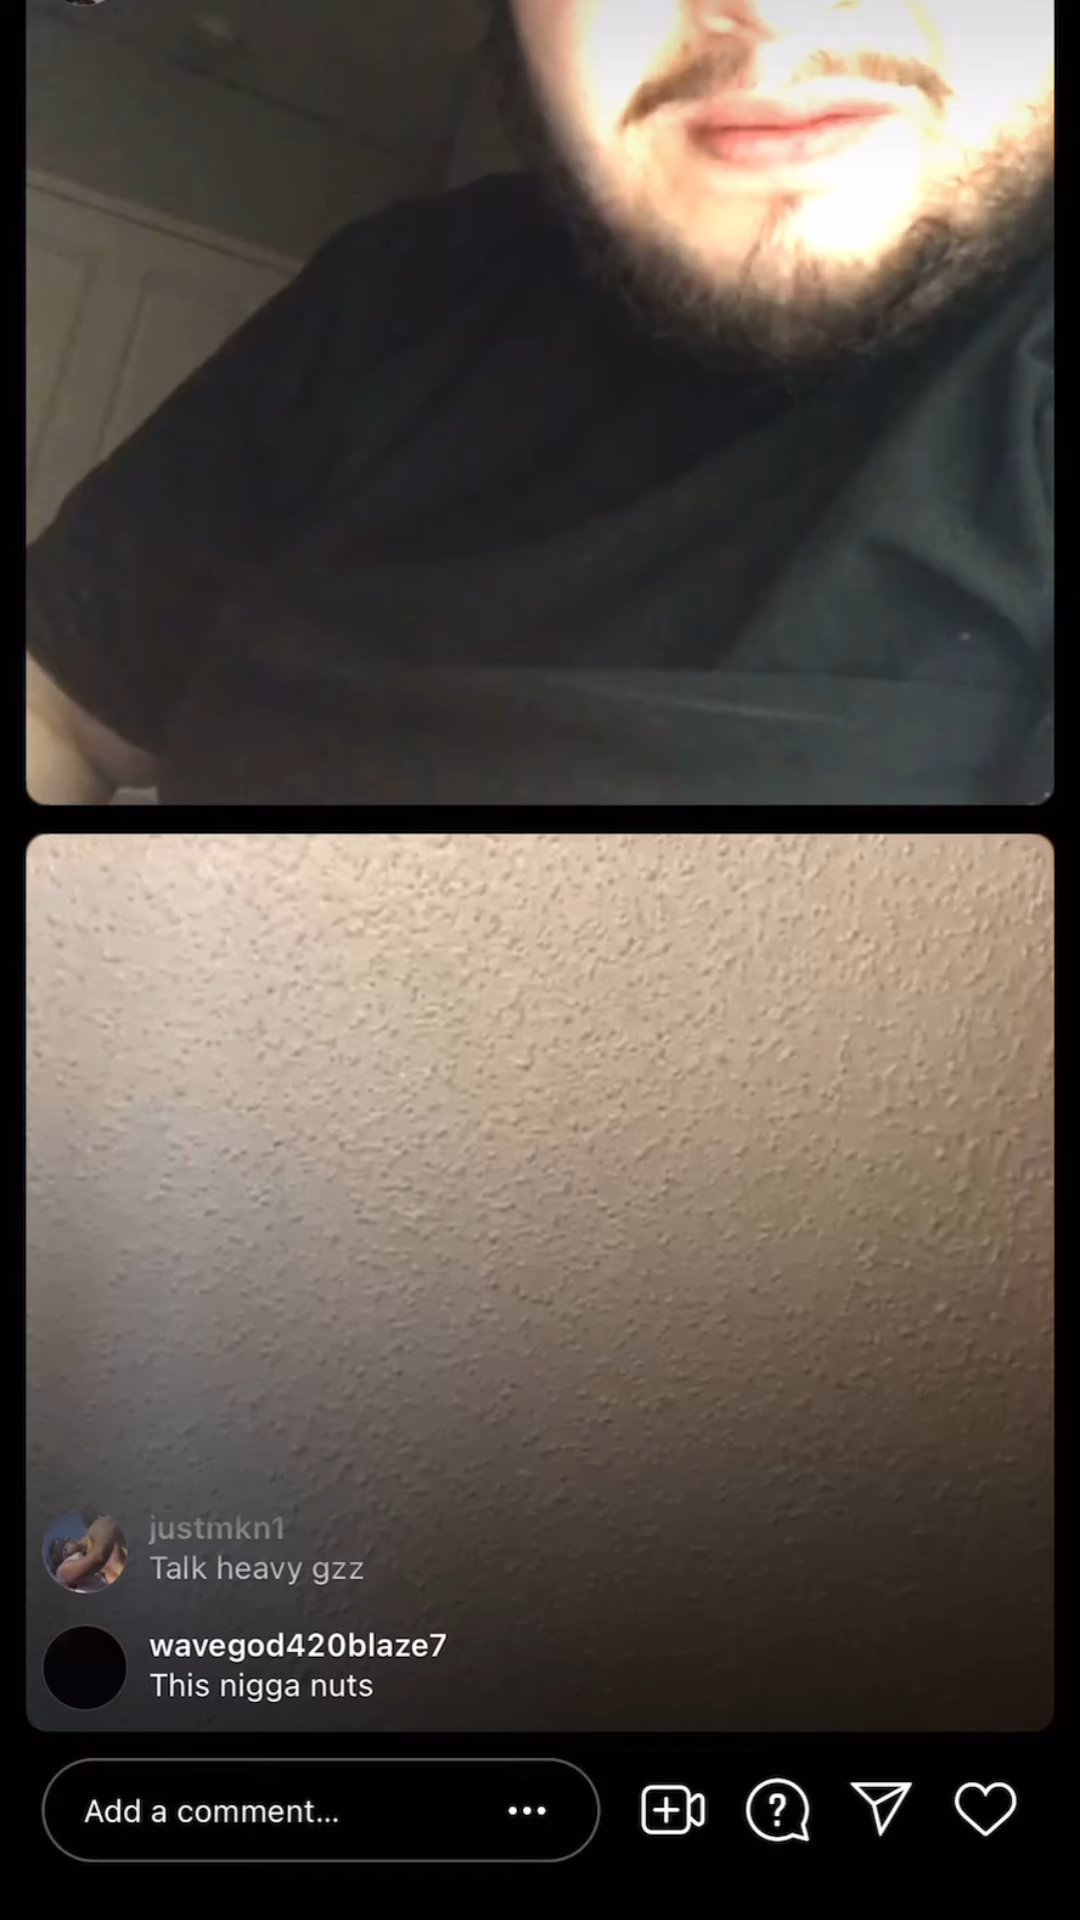 justmkn1
Talk heavy gzz
wavegod420blaze7
This nigga nuts
Add a comment...